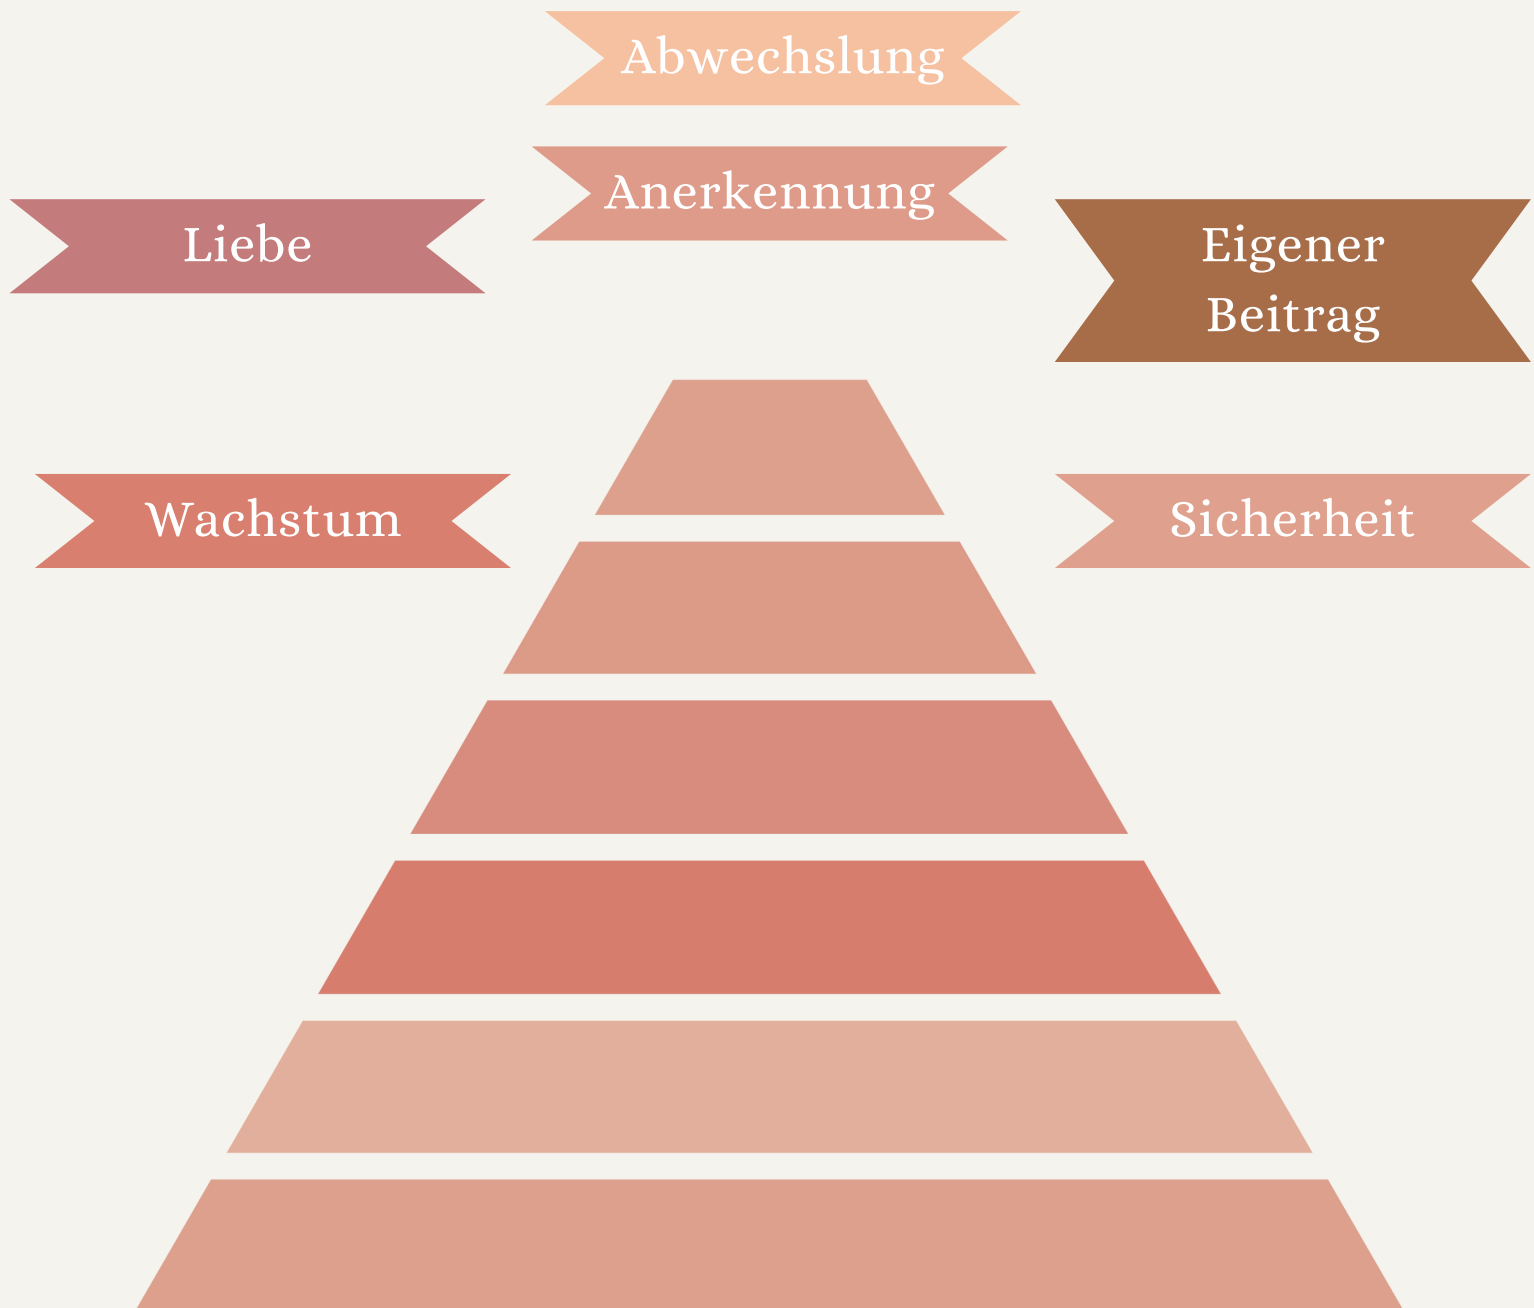 Abwechslung
Anerkennung
Liebe
Eigener
Beitrag
Wachstum
Sicherheit